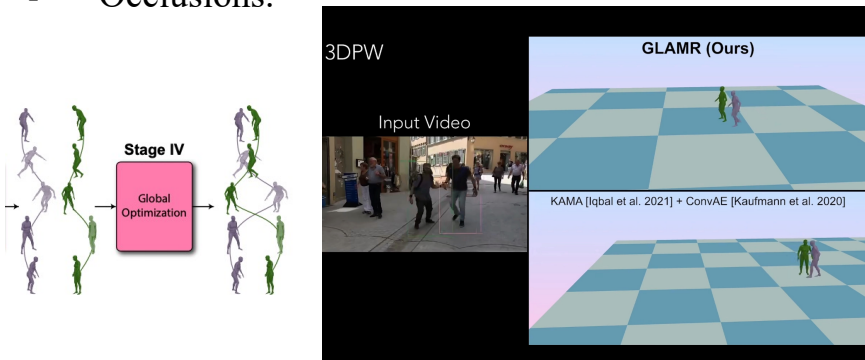 Occlusions:
Stage IV
Global
Optimization
3DPW
Input Video
GLAMR (Ours)
KAMA [Iqbal et al. 2021] + ConvAE [Kaufmann et al. 2020]